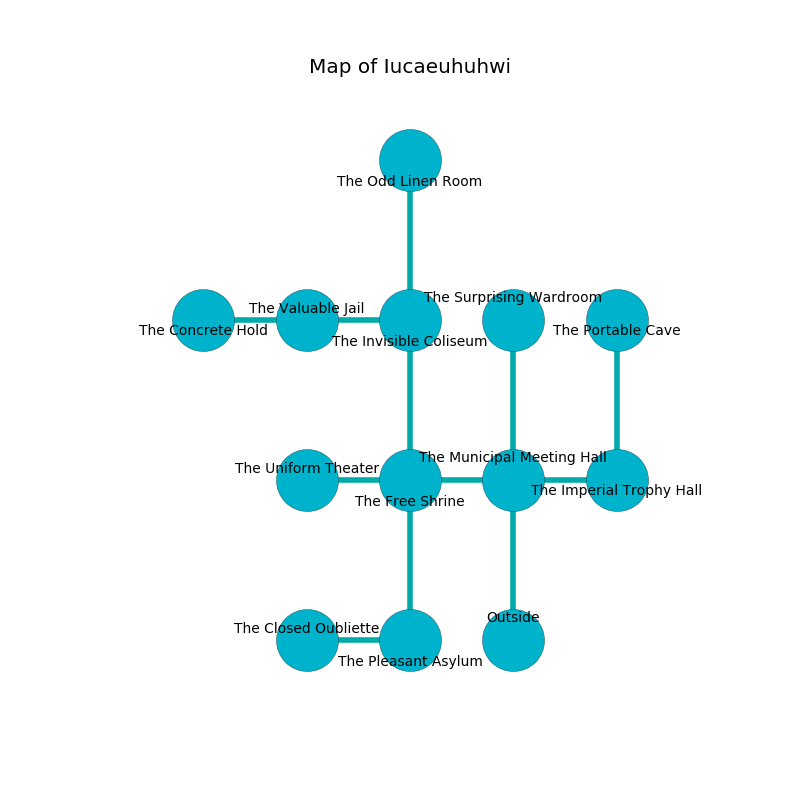 Map of Iucaeuhuhwi
The Odd Linen Room
The Surprising Wardroom
The Valuable Jail
The Concrete Hold
The Portable Cave
The Invisible Coliseum
The Municipal Meeting Hall
The Uniform Theater
The Imperial Trophy Hall
The Free Shrine
Outside
The Closed Oubliette
The Pleasant Asylum